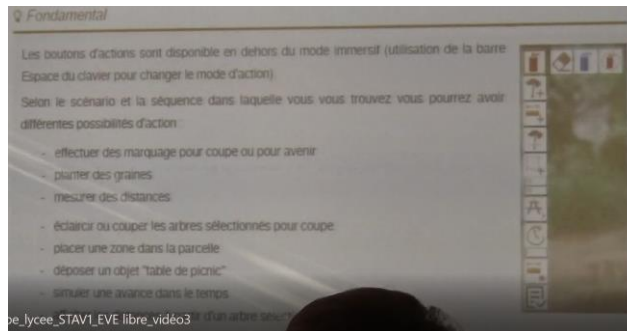 Fondamental
Les boutons d'actions sont disponible en dehors du mode immersif (utilisation de la barre
Espace du clavier pour changer le mode d'action)
Selon le scénario et la séquence dans laquelle vous vous trouvez vous pourrez avoir
différentes possibilités d'action
- effectuer des marquage pour coupe ou pour avenir
- planter des graines
- mesurer des distances
- éclaircir ou couper les arbres sélectionnés pour coupe
- placer une zone dans la parcelle
- déposer un objet "table de picnic"
- simuler une avance dans le temps
d'un arbre
pe_lycee_STAV1_EVE libre_vidéo3